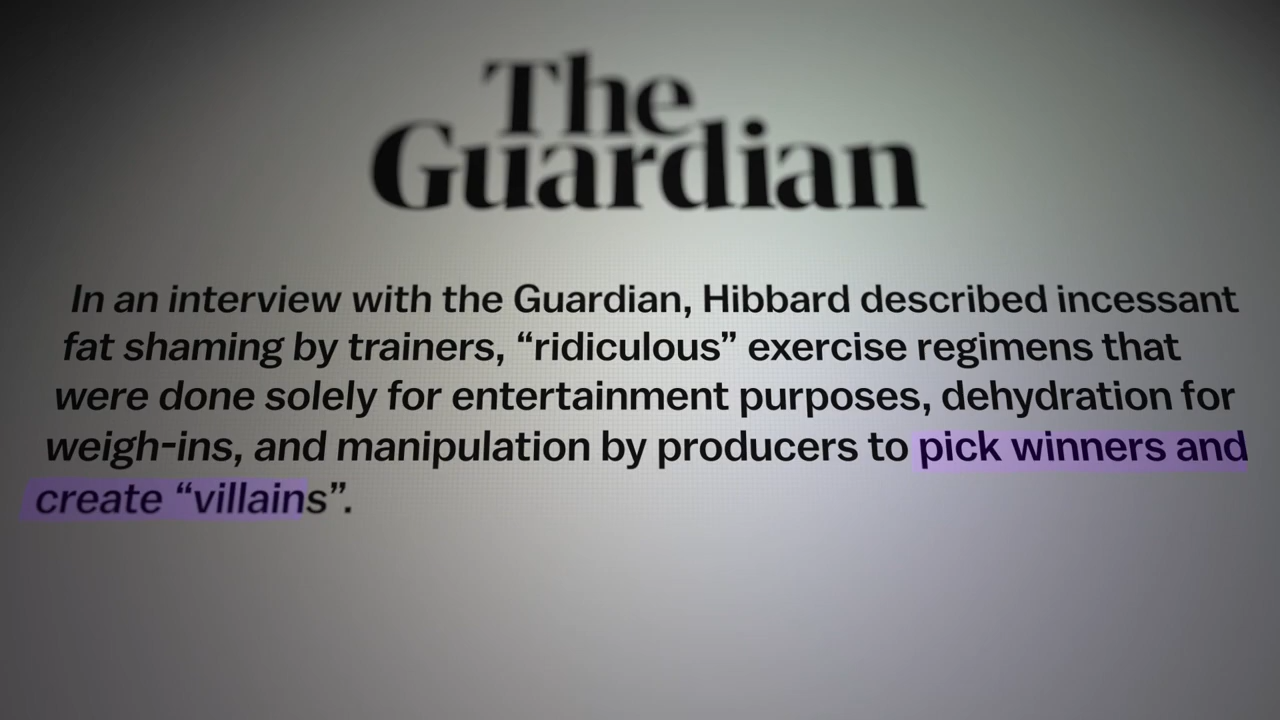 The
Guardian
In an interview with the Guardian, Hibbard described incessant
fat shaming by trainers, “ridiculous” exercise regimens that
were done solely for entertainment purposes, dehydration for
weigh-ins, and manipulation by producers to pick winners and
create “villains”.